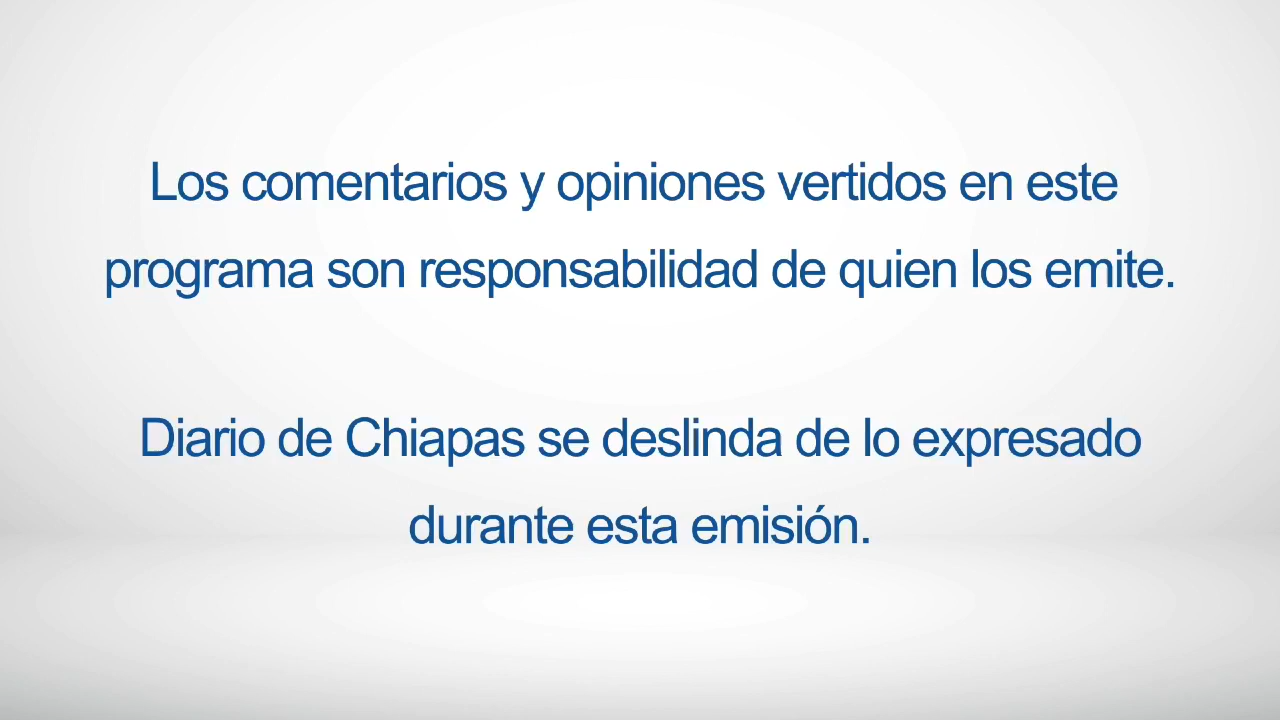 Los comentarios y opiniones vertidos en este
programa son responsabilidad de quien los emite.
Diario de Chiapas se deslinda de lo expresado
durante esta emisión.